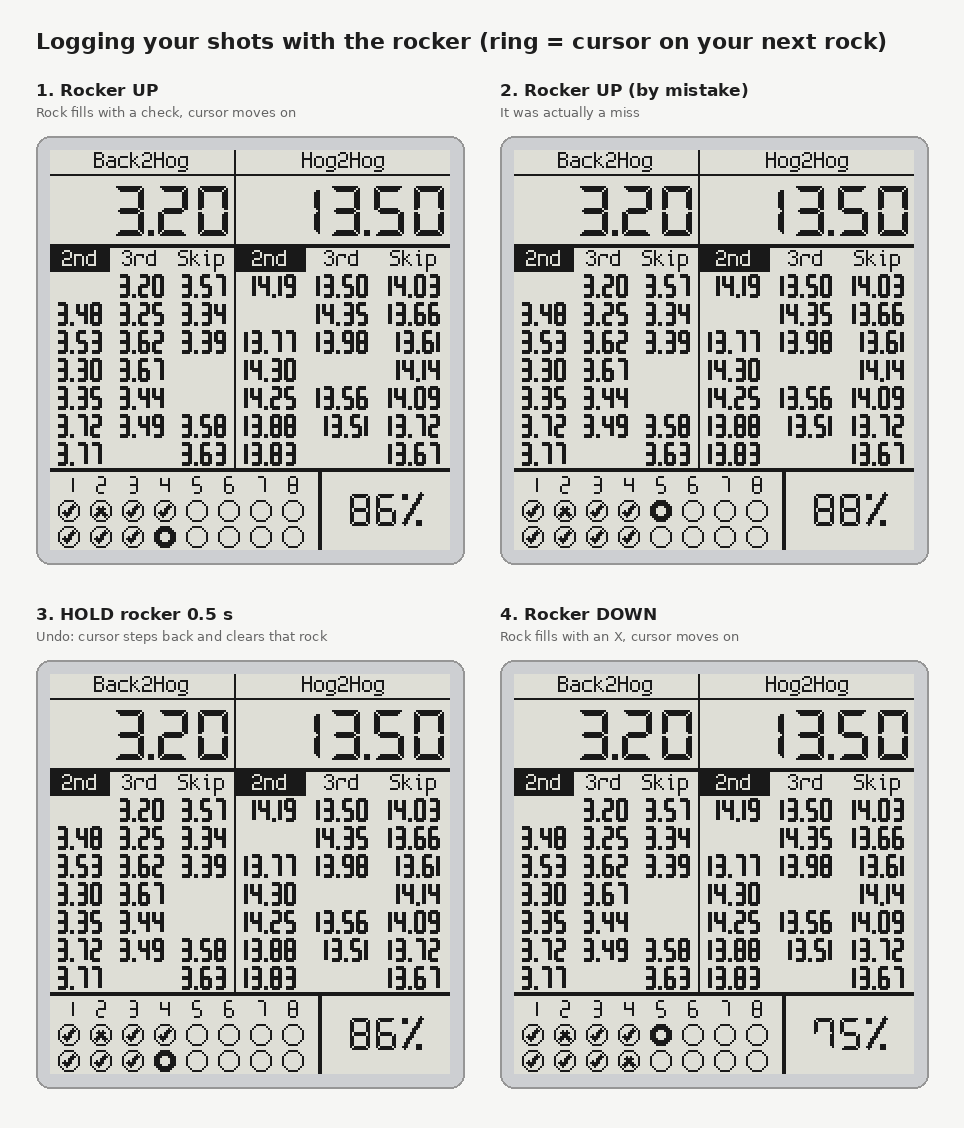 Logging your shots with the rocker (ring = cursor on your next rock)
1. Rocker UP
Rock fills with a check, cursor moves on
Back2Hog Hog2Hog
3.20 13.50
2nd 3rd Skip 2nd 3rd Skip
3.20 3.57 14.19 13.50 14.03
3.48 3.25 3.34 14.35 13.66
3.53 3.62 3.39 13.77 13.98 13.61
3.30 3.67 14.30 14.14
3.35 3.44 14.25 13.56 14.09
3.72 3.49 3.58 13.88 13.51 13.72
3.77 3.63 13.83 13.67
1 2 3 4 5 6 7 8
86%
2. Rocker UP (by mistake)
It was actually a miss
Back2Hog Hog2Hog
3.20 13.50
2nd 3rd Skip 2nd 3rd Skip
3.20 3.57 14.19 13.50 14.03
3.48 3.25 3.34 14.35 13.66
3.53 3.62 3.39 13.77 13.98 13.61
3.30 3.67 14.30 14.14
3.35 3.44 14.25 13.56 14.09
3.72 3.49 3.58 13.88 13.51 13.72
3.77 3.63 13.83 13.67
1 2 3 4 5 6 7 8
88%
3. HOLD rocker 0.5 s
Undo: cursor steps back and clears that rock
Back2Hog Hog2Hog
3.20 13.50
2nd 3rd Skip 2nd 3rd Skip
3.20 3.57 14.19 13.50 14.03
3.48 3.25 3.34 14.35 13.66
3.53 3.62 3.39 13.77 13.98 13.61
3.30 3.67 14.30 14.14
3.35 3.44 14.25 13.56 14.09
3.72 3.49 3.58 13.88 13.51 13.72
3.77 3.63 13.83 13.67
1 2 3 4 5 6 7 8
86%
4. Rocker DOWN
Rock fills with an X, cursor moves on
Back2Hog Hog2Hog
3.20 13.50
2nd 3rd Skip 2nd 3rd Skip
3.20 3.57 14.19 13.50 14.03
3.48 3.25 3.34 14.35 13.66
3.53 3.62 3.39 13.77 13.98 13.61
3.30 3.67 14.30 14.14
3.35 3.44 14.25 13.56 14.09
3.72 3.49 3.58 13.88 13.51 13.72
3.77 3.63 13.83 13.67
1 2 3 4 5 6 7 8
75%